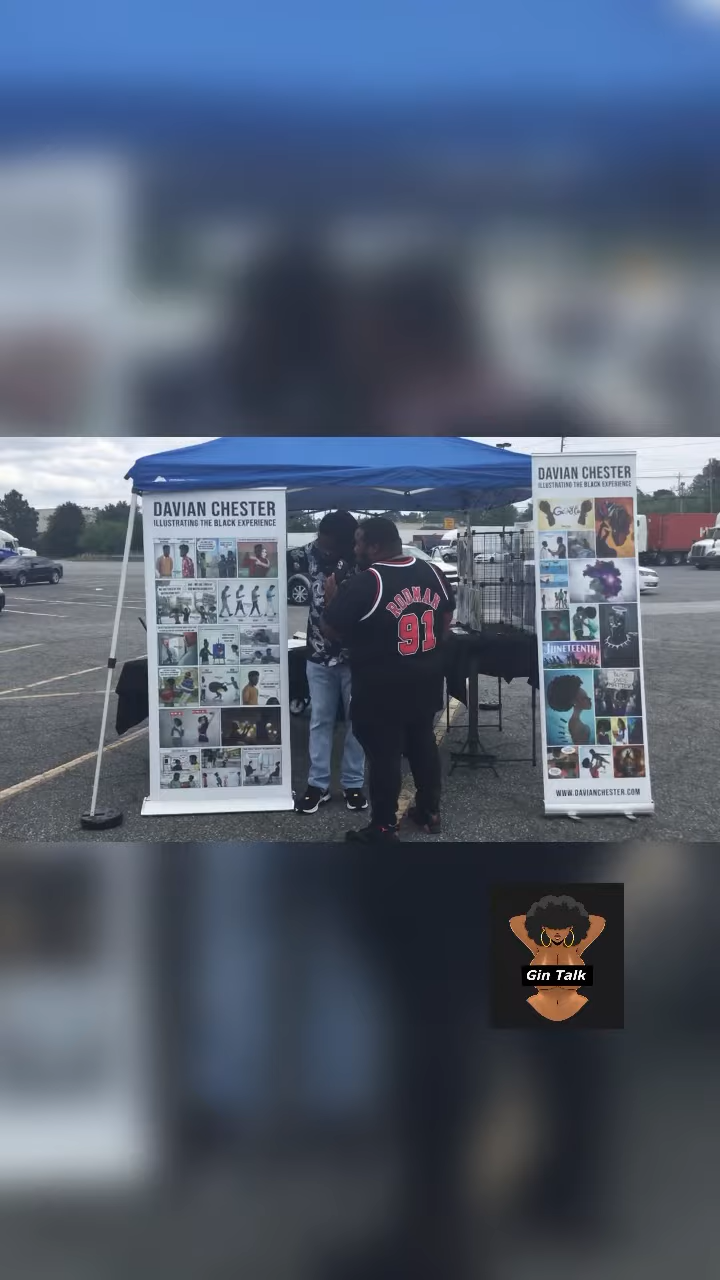 DAVIAN CHESTER
ILLUSTRATING THE BLACK EXPERIENCE
DAVIAN CHESTER
ILLUSTRATING THE BLACK EXPERIENCE
JUNETEENTH
WWW.DAVIANCHESTER.COM
RODMAN
91
Gin Talk